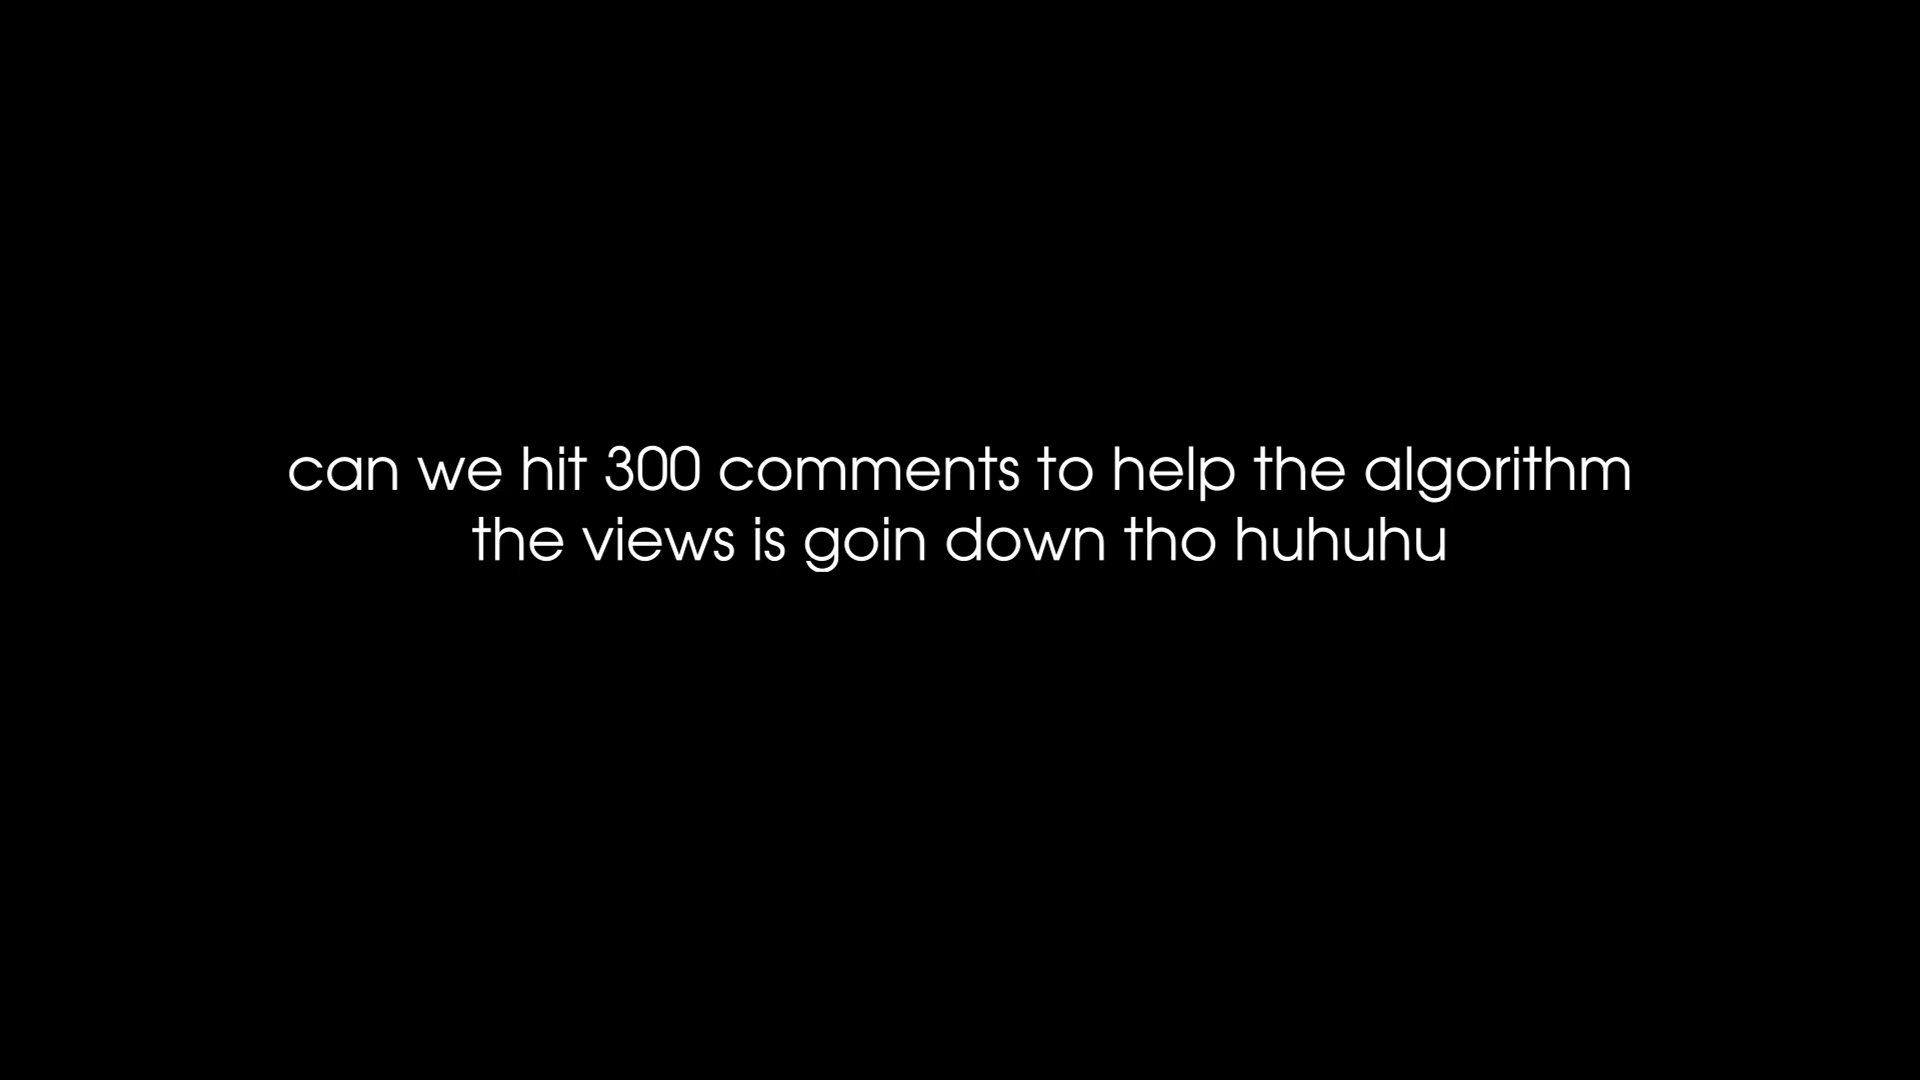 can we hit 300 comments to help the algorithm
the views is goin down tho huhuhu